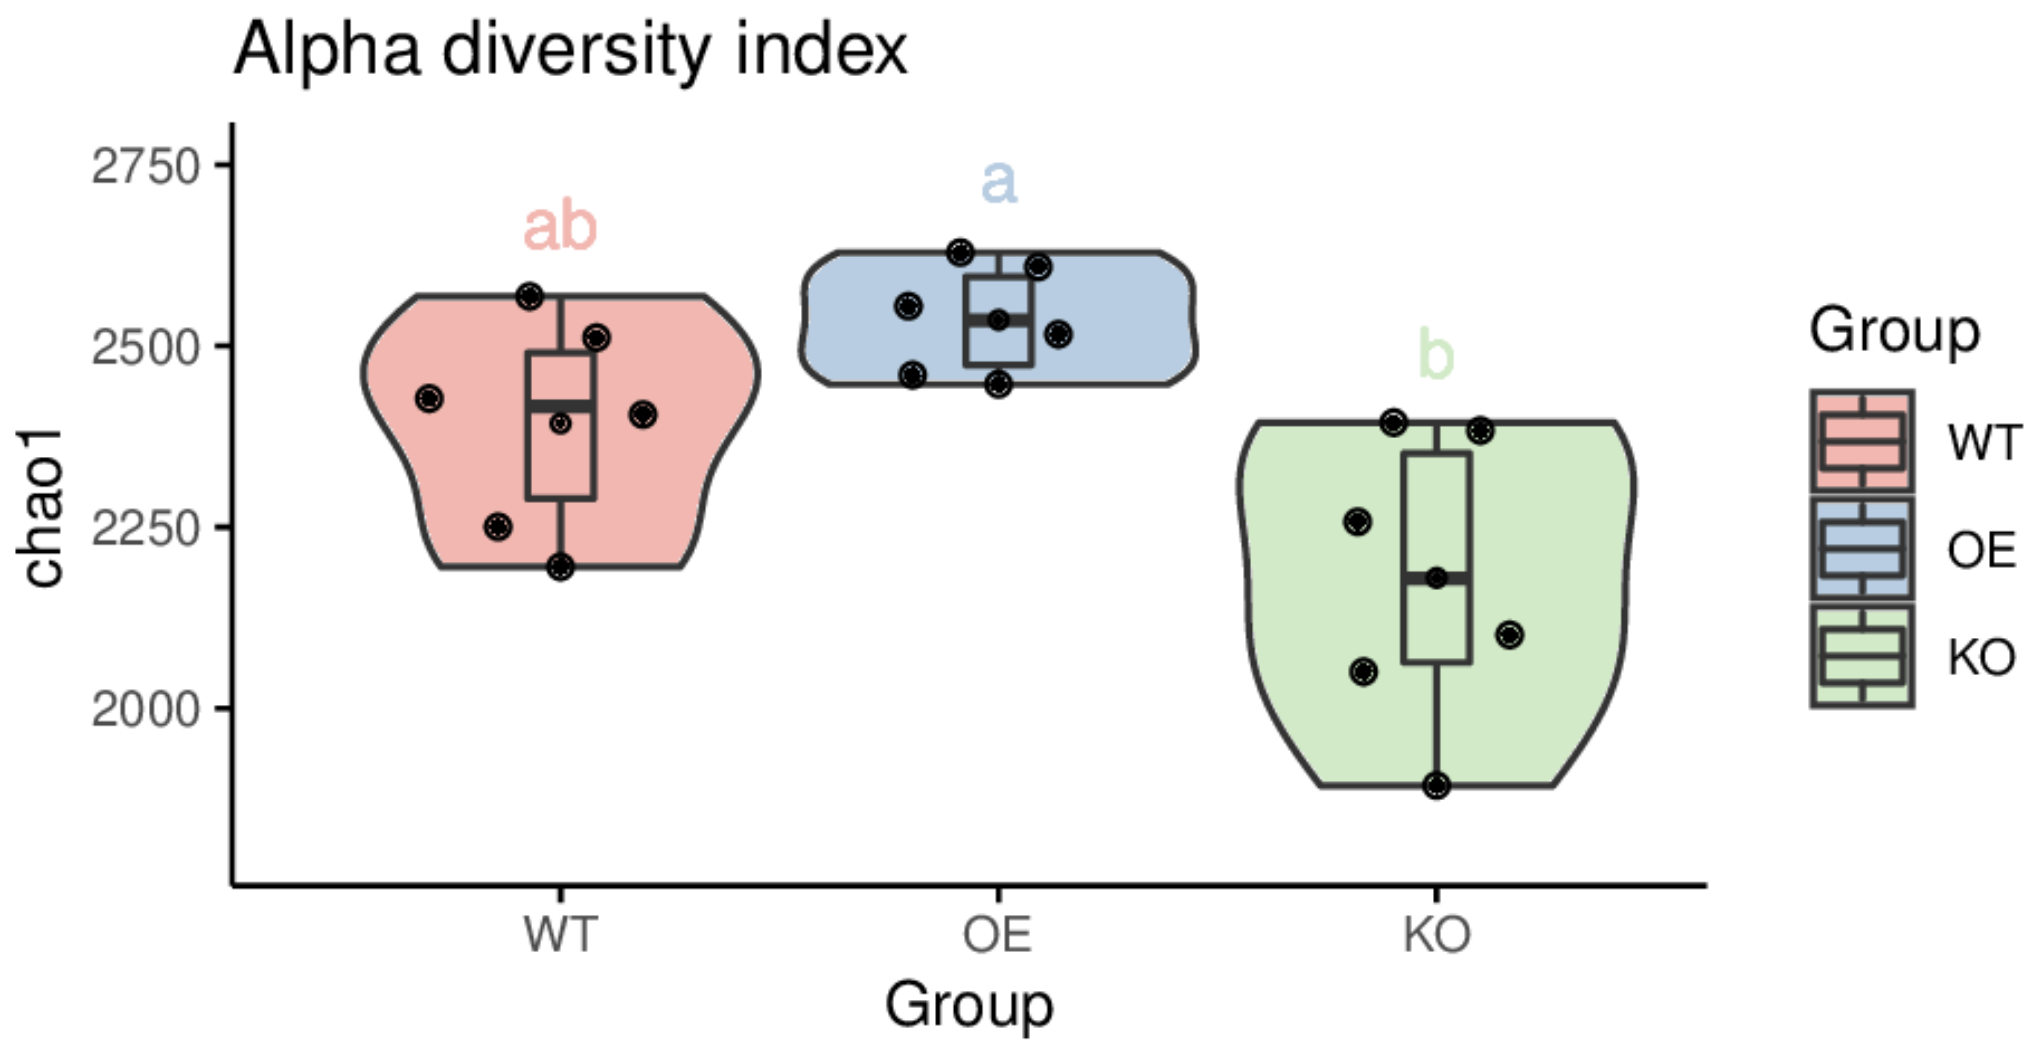 Alpha diversity index
2750
2500
2250
2000
chao1
ab
a
b
WT
OE
KO
Group
Group
WT
OE
KO